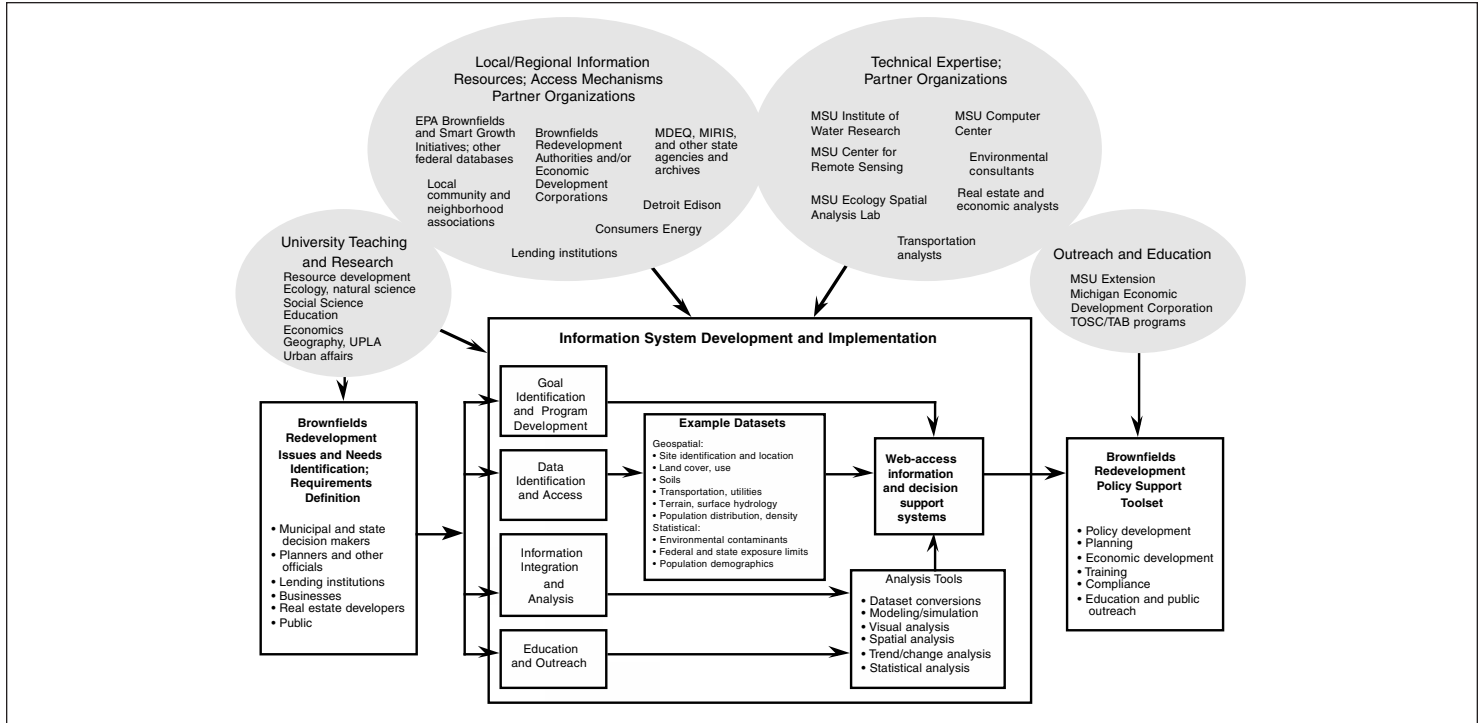 Local/Regional Information
Resources; Access Mechanisms
Partner Organizations
EPA Brownfields
and Smart Growth
Initiatives; other
federal databases
Brownfields
Redevelopment
Authorities and/or
Economic
Development
Corporations
MDEQ, MIRIS,
and other state
agencies and
archives
Local
community and
neighborhood
associations
Detroit Edison
Consumers Energy
Lending institutions
Technical Expertise;
Partner Organizations
MSU Institute of
Water Research
MSU Computer
Center
MSU Center for
Remote Sensing
Environmental
consultants
MSU Ecology Spatial
Analysis Lab
Real estate and
economic analysts
Transportation
analysts
University Teaching
and Research
Resource development
Ecology, natural science
Social Science
Education
Economics
Geography, UPLA
Urban affairs
Outreach and Education
MSU Extension
Michigan Economic
Development Corporation
TOSC/TAB programs
Information System Development and Implementation
Brownfields
Redevelopment
Issues and Needs
Identification;
Requirements
Definition
• Municipal and state
decision makers
• Planners and other
officials
• Lending institutions
• Businesses
• Real estate developers
• Public
Goal
Identification
and Program
Development
Data
Identification
and Access
Information
Integration
and
Analysis
Education
and Outreach
Example Datasets
Geospatial:
• Site identification and location
• Land cover, use
• Soils
• Transportation, utilities
• Terrain, surface hydrology
• Population distribution, density
Statistical:
• Environmental contaminants
• Federal and state exposure limits
• Population demographics
Web-access
information
and decision
support
systems
Analysis Tools
• Dataset conversions
• Modeling/simulation
• Visual analysis
• Spatial analysis
• Trend/change analysis
• Statistical analysis
Brownfields
Redevelopment
Policy Support
Toolset
• Policy development
• Planning
• Economic development
• Training
• Compliance
• Education and public
outreach